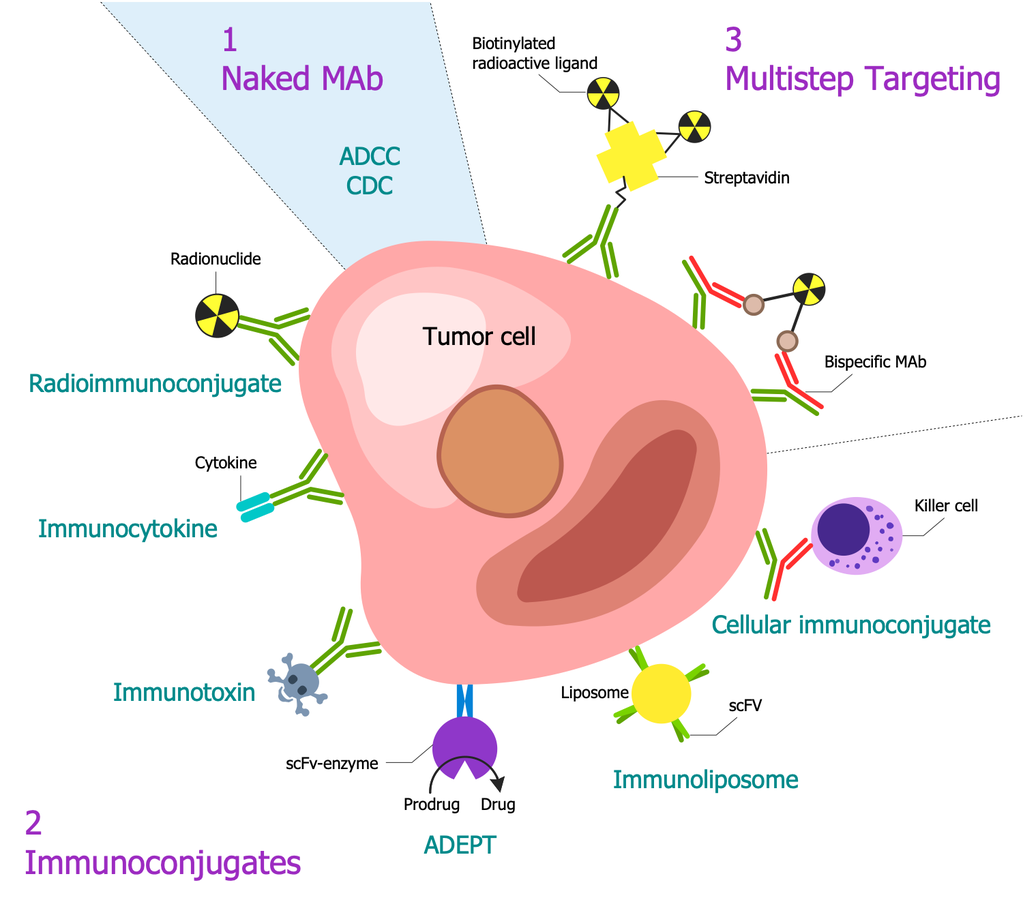 1
Naked MAb
ADCC
CDC
3
Multistep Targeting
Biotinylated
radioactive ligand
Streptavidin
Bispecific MAb
Tumor cell
Radionuclide
Radioimmunoconjugate
Cytokine
Immunocytokine
Immunotoxin
scFv-enzyme
Prodrug
Drug
ADEPT
Liposome
scFV
Immunoliposome
Killer cell
Cellular immunoconjugate
2
Immunoconjugates